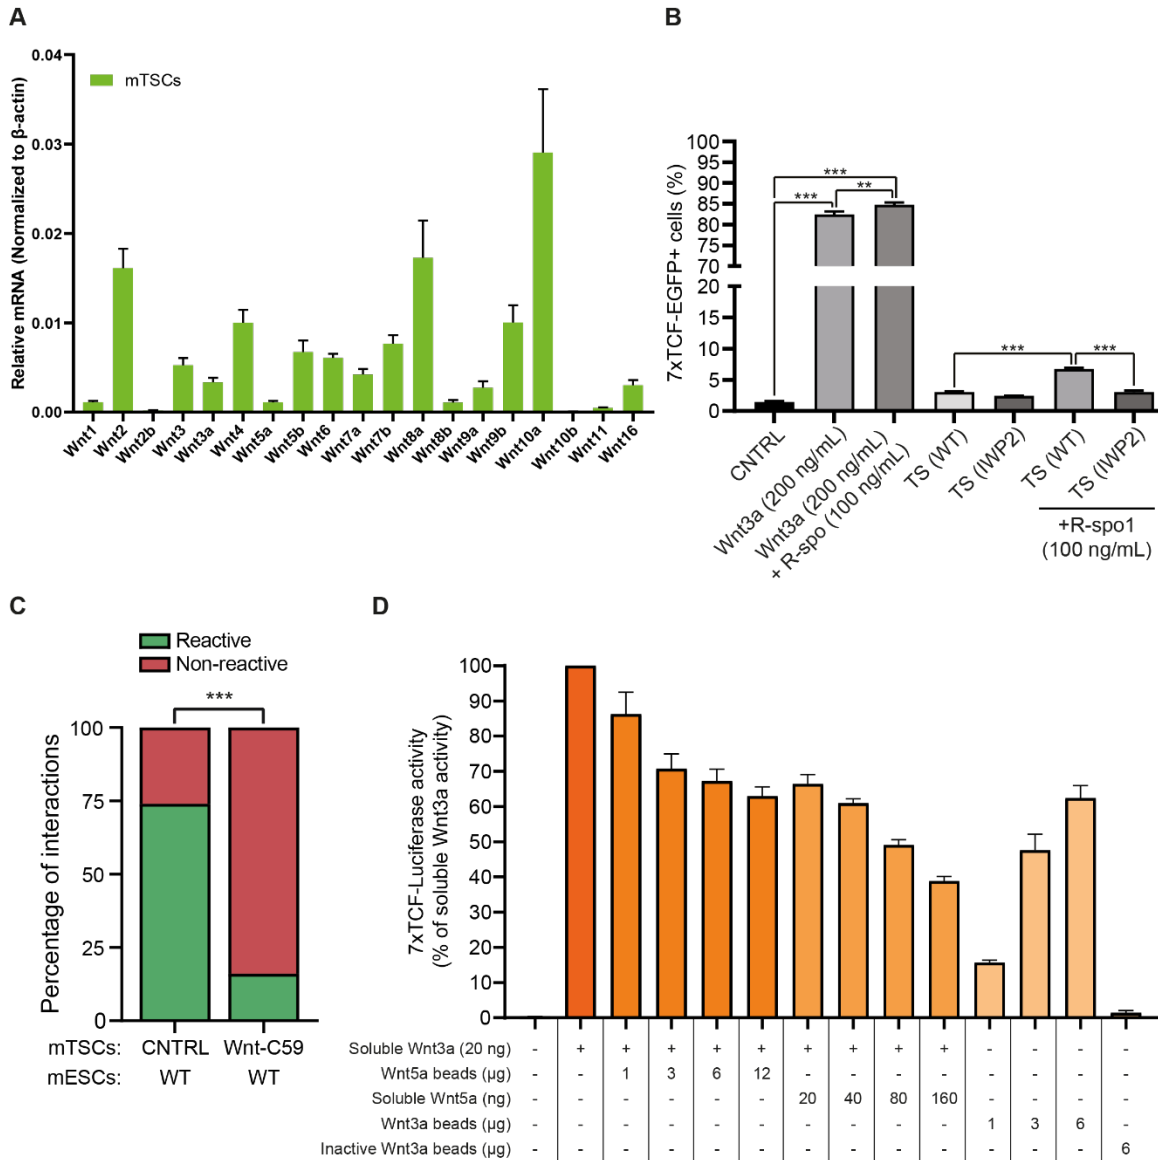 A
Relative mRNA (Normalized to β-actin)
0.04
0.03
0.02
0.01
0.00
mTSCs
Wnt1
Wnt2
Wnt2b
Wnt3
Wnt3a
Wnt4
Wnt5a
Wnt5b
Wnt6
Wnt7a
Wnt7b
Wnt8a
Wnt8b
Wnt9a
Wnt9b
Wnt10a
Wnt10b
Wnt11
Wnt16
B
7xTCF-EGFP+ cells (%)
100
95
90
85
80
75
70
20
15
10
5
0
***
***
**
***
***
CNTRL
Wnt3a (200 ng/mL)
Wnt3a (200 ng/mL)
+ R-spo (100 ng/mL)
TS (WT)
TS (IWP2)
TS (WT)
TS (IWP2)
+R-spo1
(100 ng/mL)
C
Reactive
Non-reactive
***
Percentage of interactions
100
75
50
25
0
mTSCs: CNTRL Wnt-C59
mESCs: WT WT
D
7xTCF-Luciferase activity
(% of soluble Wnt3a activity)
100
90
80
70
60
50
40
30
20
10
0
Soluble Wnt3a (20 ng) - + + + + + + + + + - - - -
Wnt5a beads (µg) - - 1 3 6 12 - - - - - - - -
Soluble Wnt5a (ng) - - - - - - 20 40 80 160 - - - -
Wnt3a beads (µg) - - - - - - - - - - 1 3 6 -
Inactive Wnt3a beads (µg) - - - - - - - - - - - - - 6